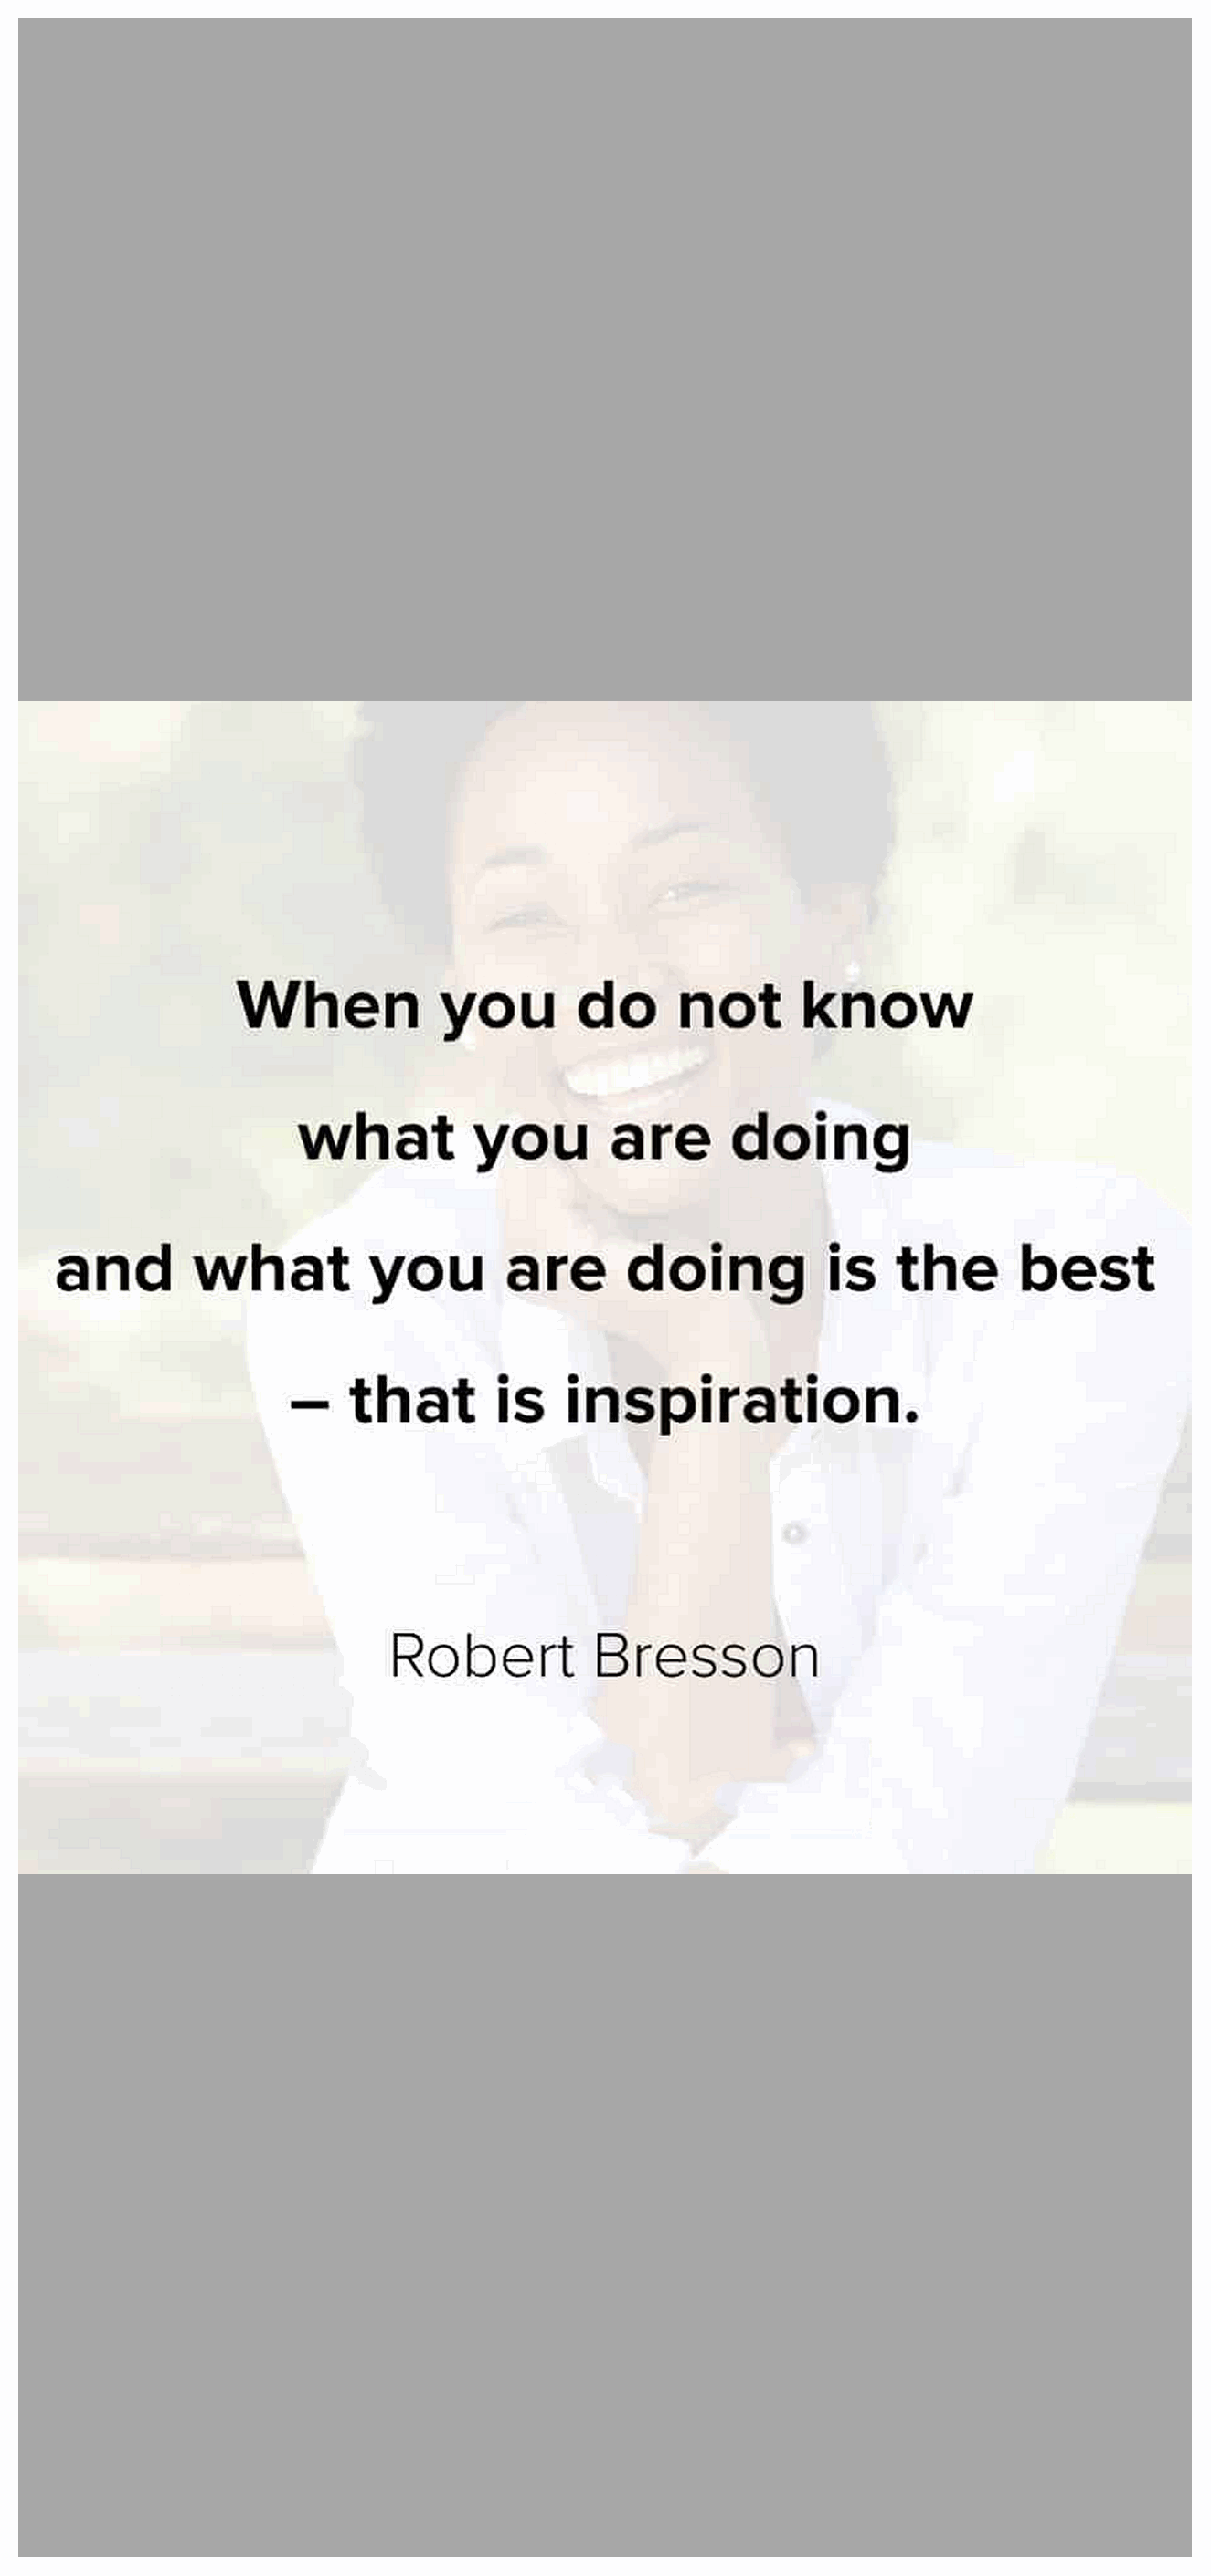 When you do not know
what you are doing
and what you are doing is the best
– that is inspiration.
Robert Bresson